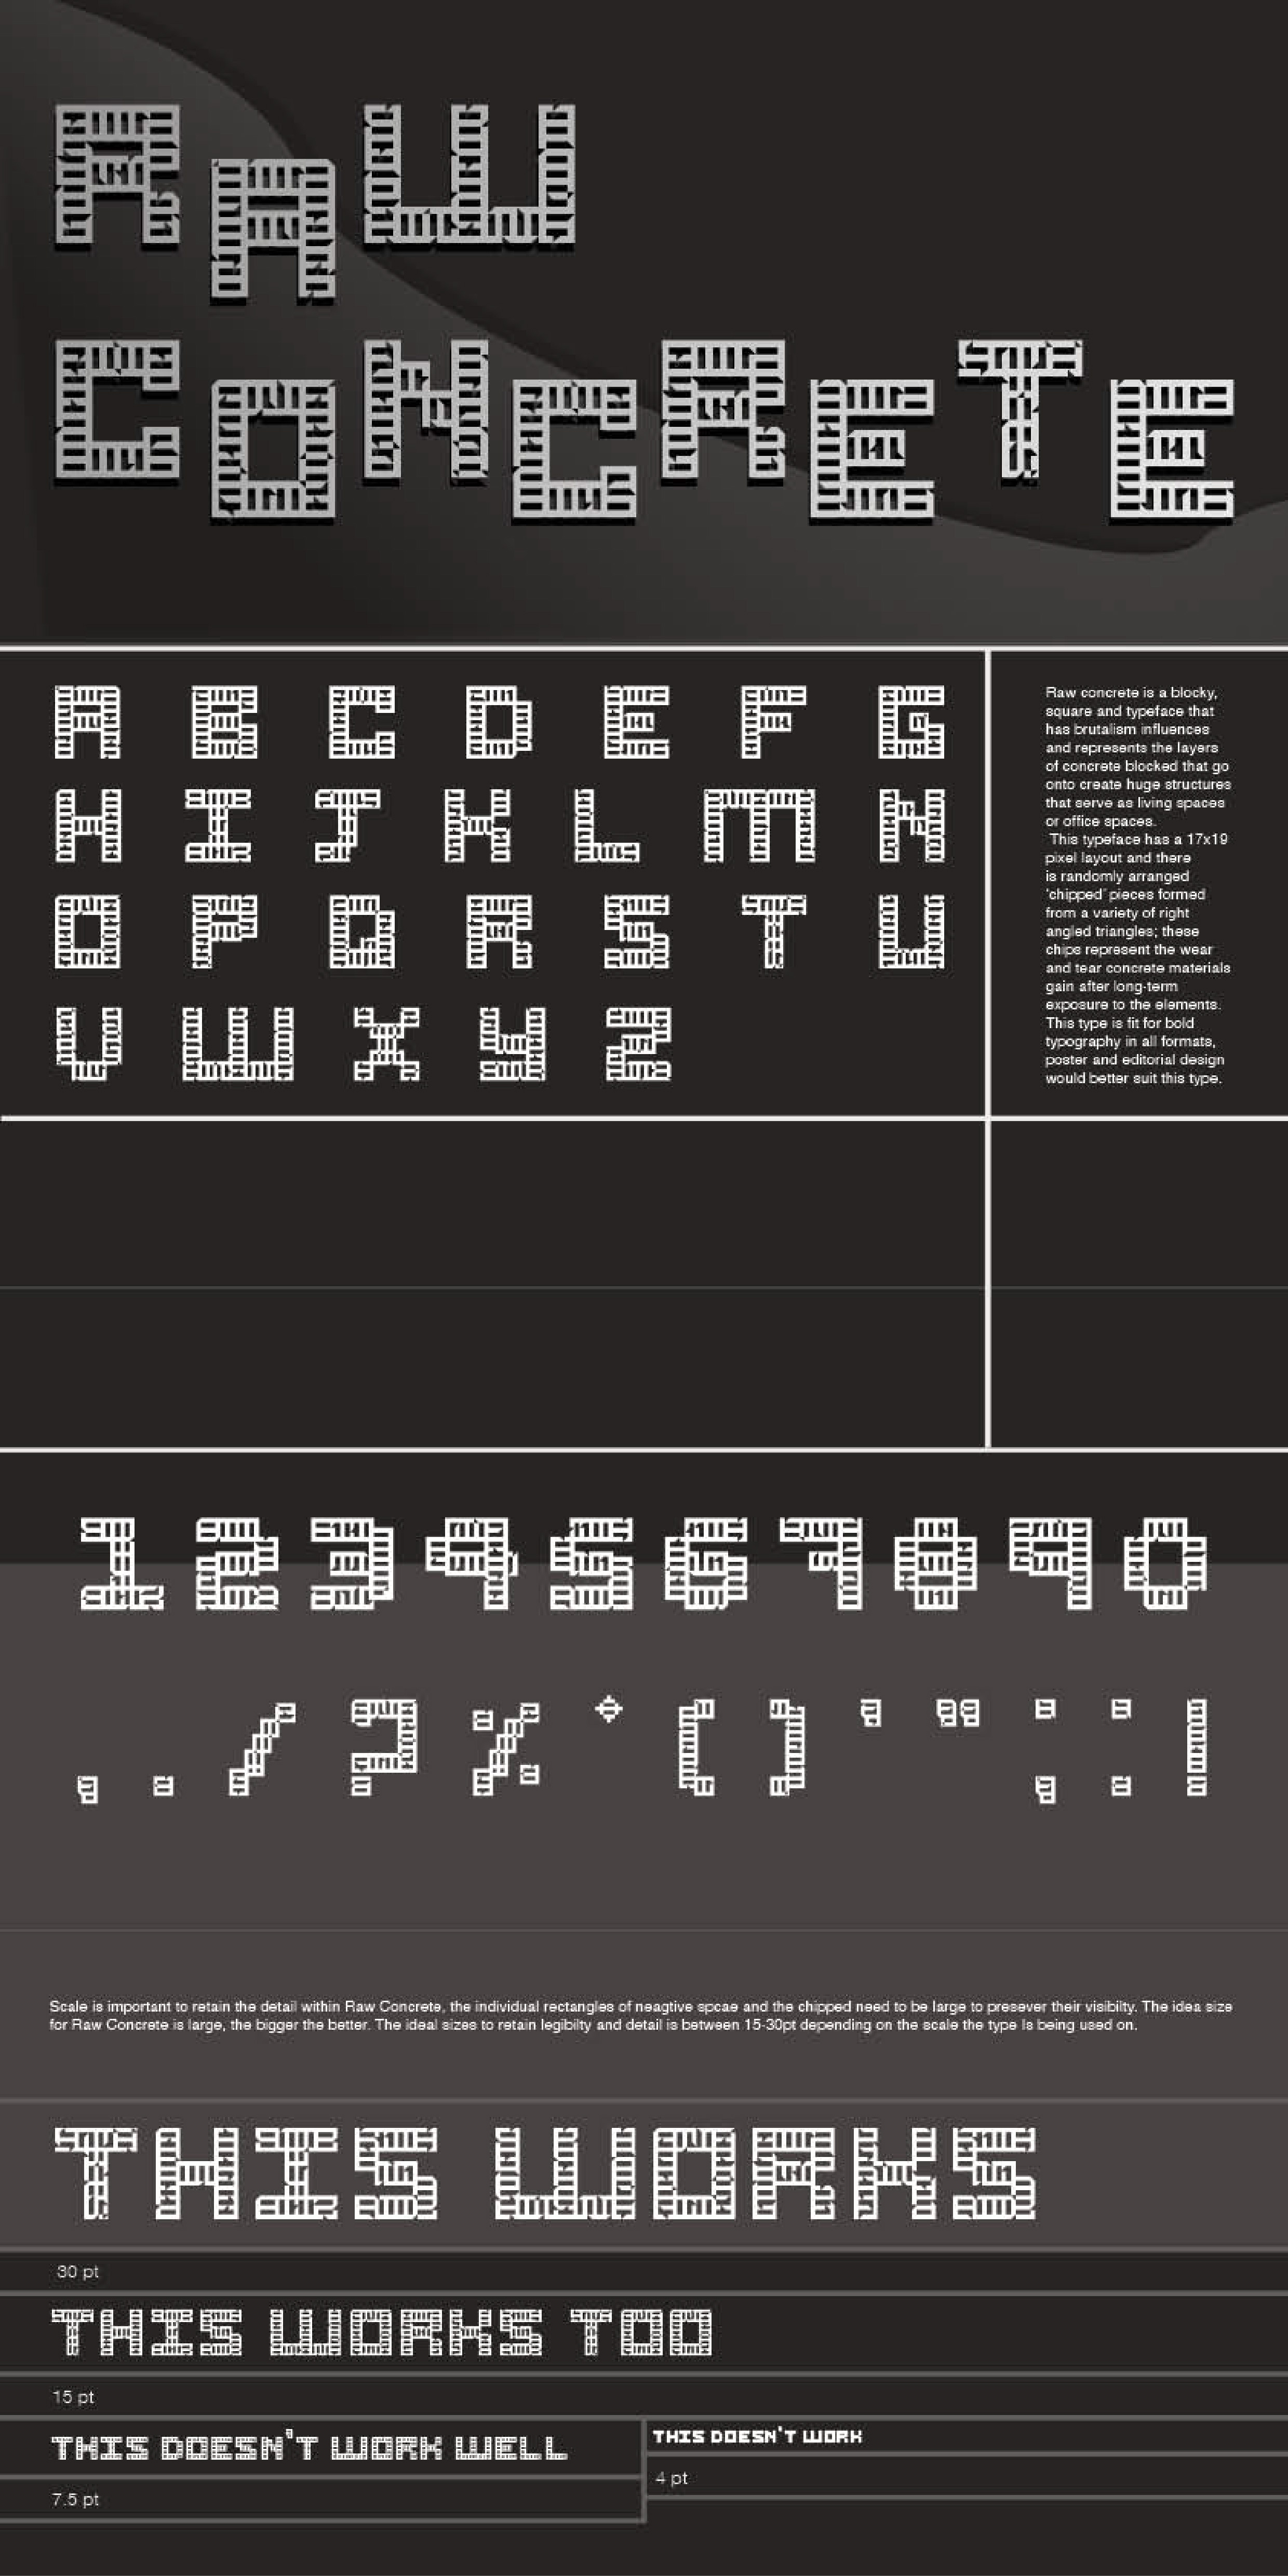 RAW
CONCRETE
A B C D E F G
H I J K L M N
O P Q R S T U
V W X Y Z
Raw concrete is a blocky,
square and typeface that
has brutalism influences
and represents the layers
of concrete blocked that go
onto create huge structures
that serve as living spaces
or office spaces.
This typeface has a 17x19
pixel layout and there
is randomly arranged
'chipped' pieces formed
from a variety of right
angled triangles; these
chips represent the wear
and tear concrete materials
gain after long-term
exposure to the elements.
This type is fit for bold
typography in all formats,
poster and editorial design
would better suit this type.
1 2 3 4 5 6 7 8 9 0
, . / ? % * ( ) ' " ; : !
Scale is important to retain the detail within Raw Concrete, the individual rectangles of neagtive spcae and the chipped need to be large to presever their visibilty. The idea size
for Raw Concrete is large, the bigger the better. The ideal sizes to retain legibilty and detail is between 15-30pt depending on the scale the type Is being used on.
THIS WORKS
30 pt
THIS WORKS TOO
15 pt
THIS DOESN'T WORK WELL
7.5 pt
THIS DOESN'T WORK
4 pt